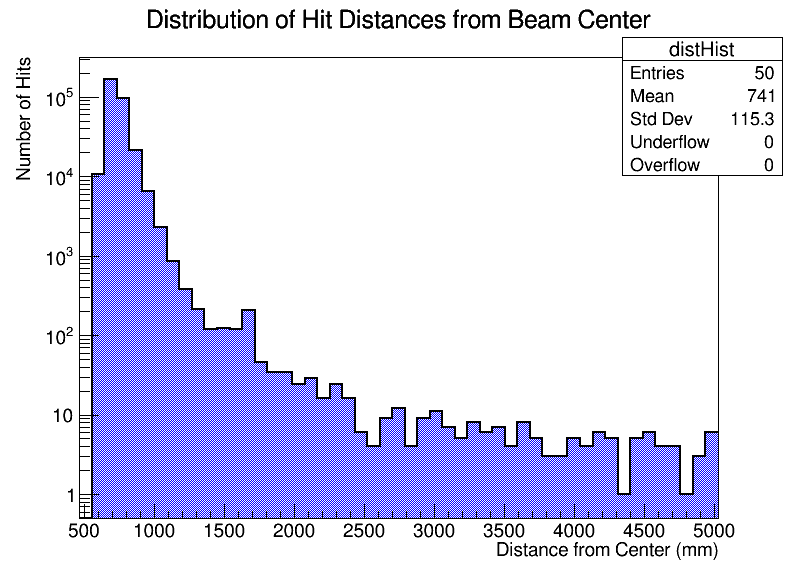 Distribution of Hit Distances from Beam Center
distHist
Entries 50
Mean 741
Std Dev 115.3
Underflow 0
Overflow 0
Number of Hits
10^5
10^4
10^3
10^2
10
1
500 1000 1500 2000 2500 3000 3500 4000 4500 5000
Distance from Center (mm)